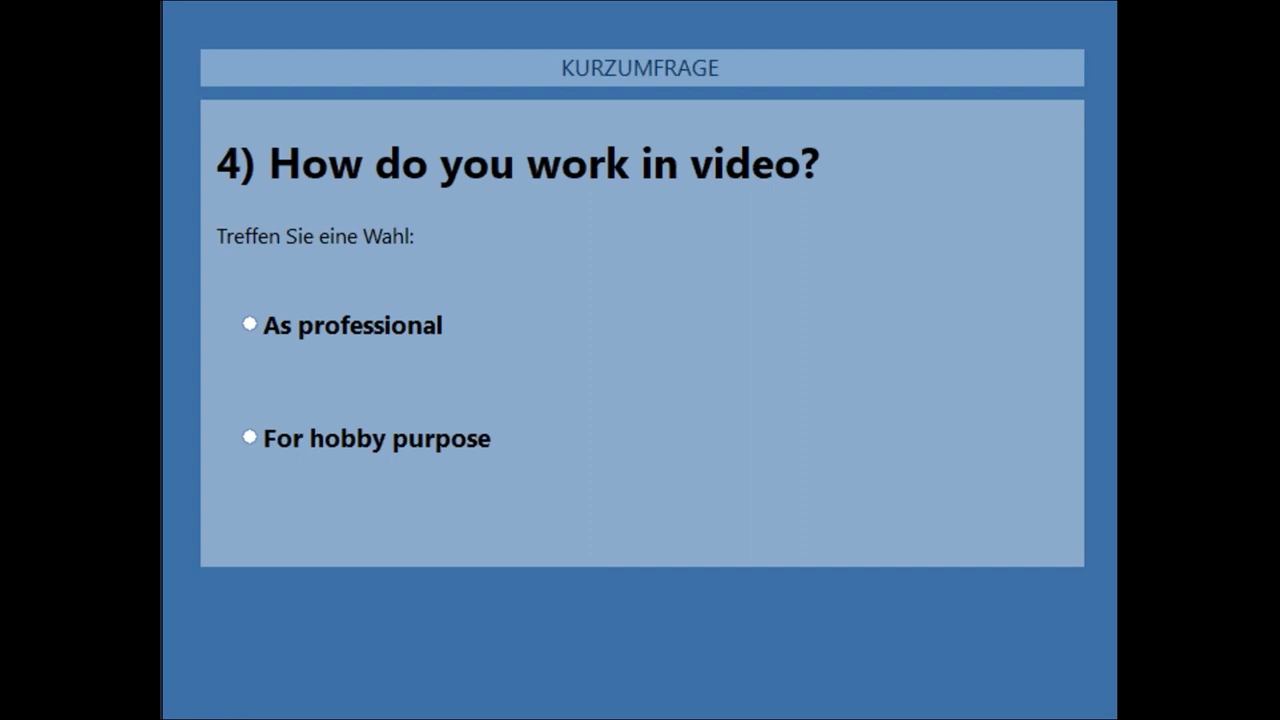 KURZUMFRAGE
4) How do you work in video?
Treffen Sie eine Wahl:
As professional
For hobby purpose